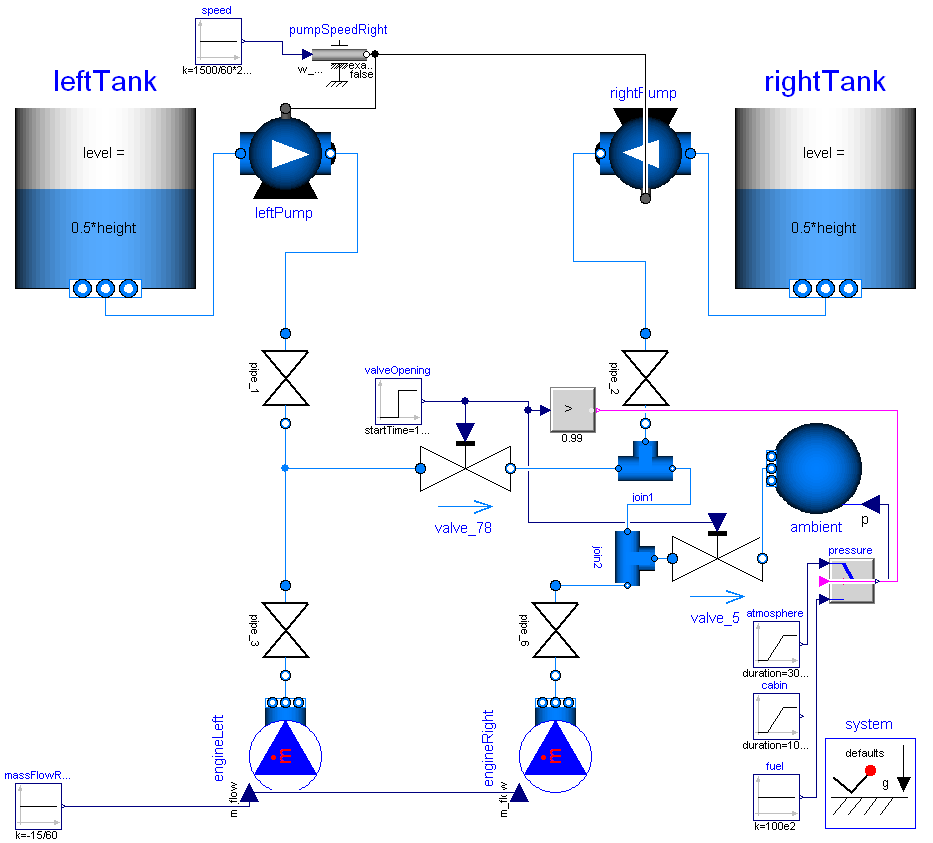 speed
k=1500/60*2...
pumpSpeedRight
w_...
exa..
false
leftTank
rightTank
level =
0.5*height
leftPump
rightPump
level =
0.5*height
pipe_1
pipe_2
valveOpening
startTime=1...
>
0.99
valve_78
join1
join2
ambient
p
pressure
valve_5
atmosphere
duration=30...
cabin
duration=10...
fuel
k=100e2
pipe_3
pipe_6
engineLeft
ṁ
m_flow
engineRight
ṁ
m_flow
massFlowR...
k=-15/60
system
defaults
g